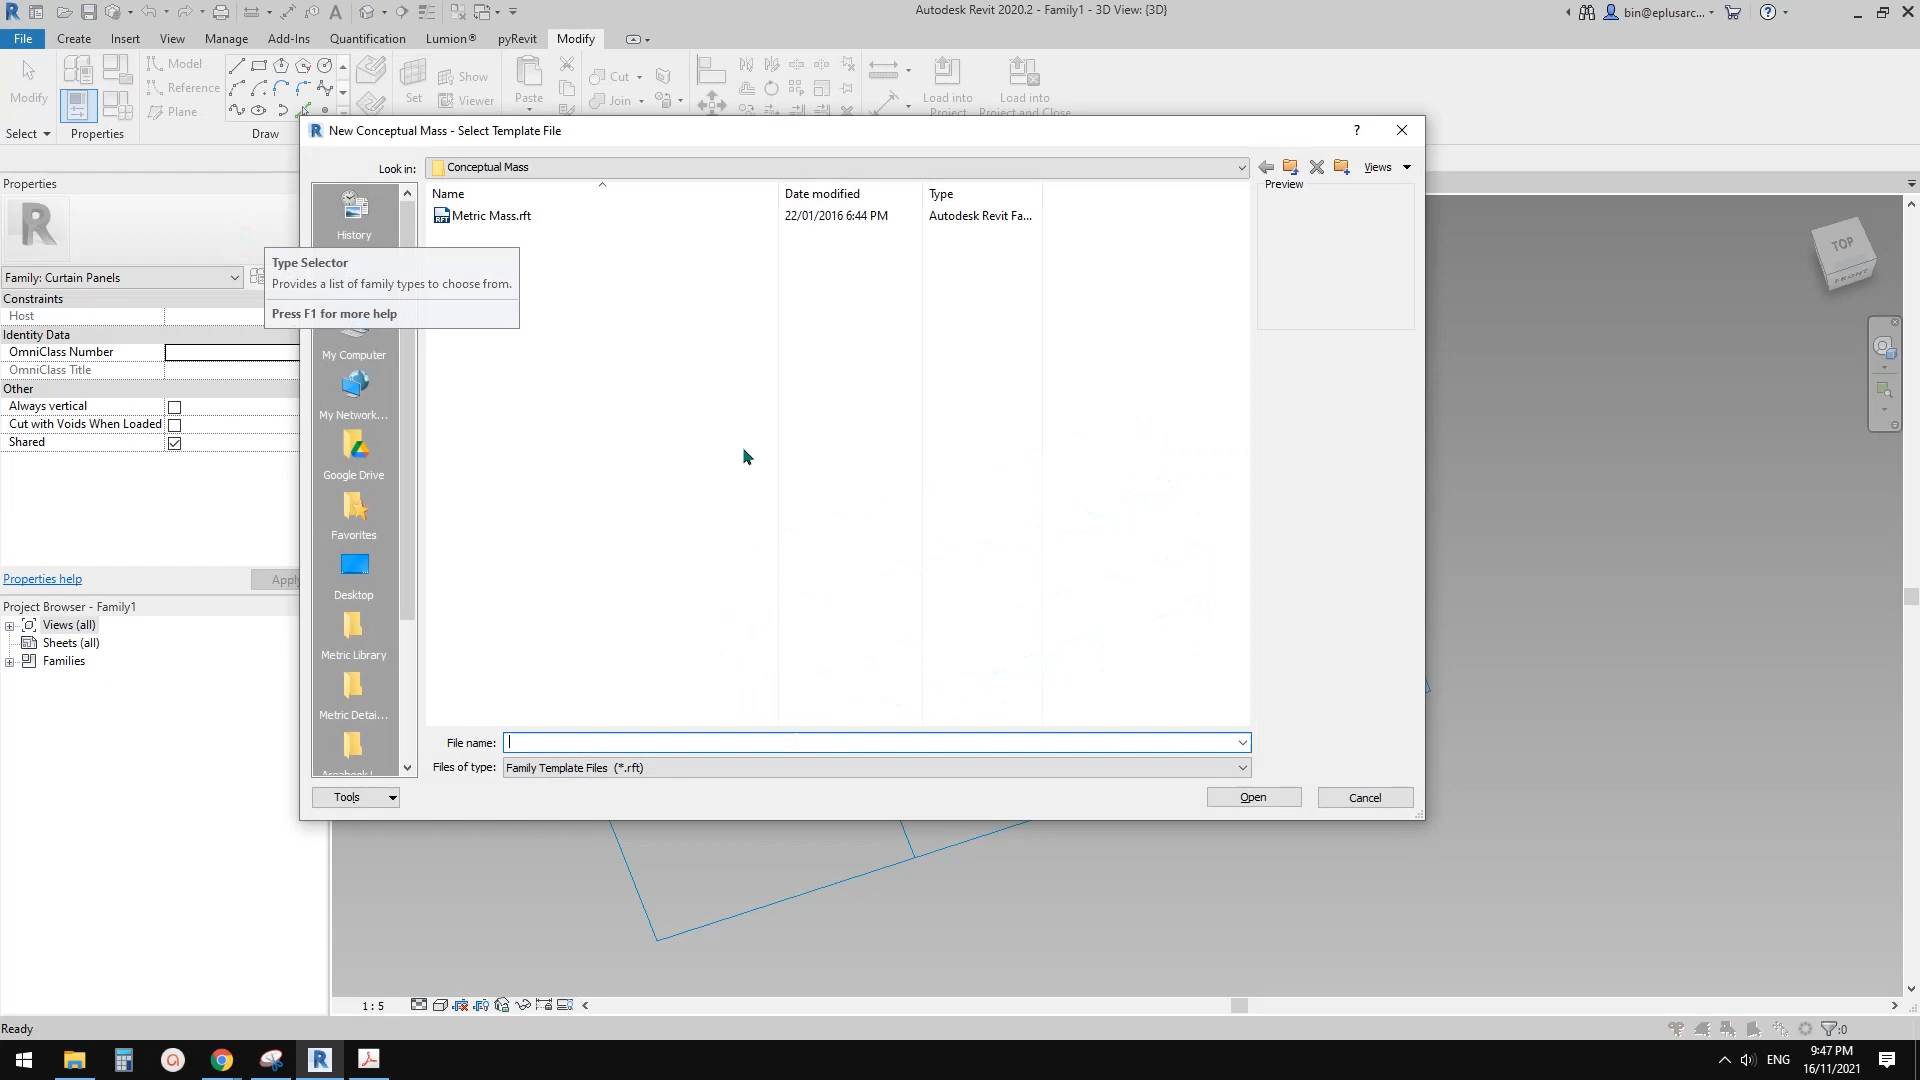 Autodesk Revit 2020.2 - Family1 - 3D View: {3D}
bin@eplusarc...
File
Create
Insert
View
Manage
Add-Ins
Quantification
Lumion®
pyRevit
Modify
Model
Reference
Plane
Show
Viewer
Set
Paste
Cut
Join
Modify
Load into
Project
Load into
Project and Close
Select
Properties
Draw
New Conceptual Mass - Select Template File
Look in:
Conceptual Mass
Views
Preview
Name
Date modified
Type
Metric Mass.rft
22/01/2016 6:44 PM
Autodesk Revit Fa...
History
My Computer
My Network...
Google Drive
Favorites
Desktop
Metric Library
Metric Detai...
Type Selector
Provides a list of family types to choose from.
Press F1 for more help
File name:
Files of type:
Family Template Files  (*.rft)
Tools
Open
Cancel
Properties
Family: Curtain Panels
Constraints
Host
Identity Data
OmniClass Number
OmniClass Title
Other
Always vertical
Cut with Voids When Loaded
Shared
Properties help
Apply
Project Browser - Family1
Views (all)
Sheets (all)
Families
TOP
FRONT
1 : 5
Ready
:0
ENG
9:47 PM
16/11/2021